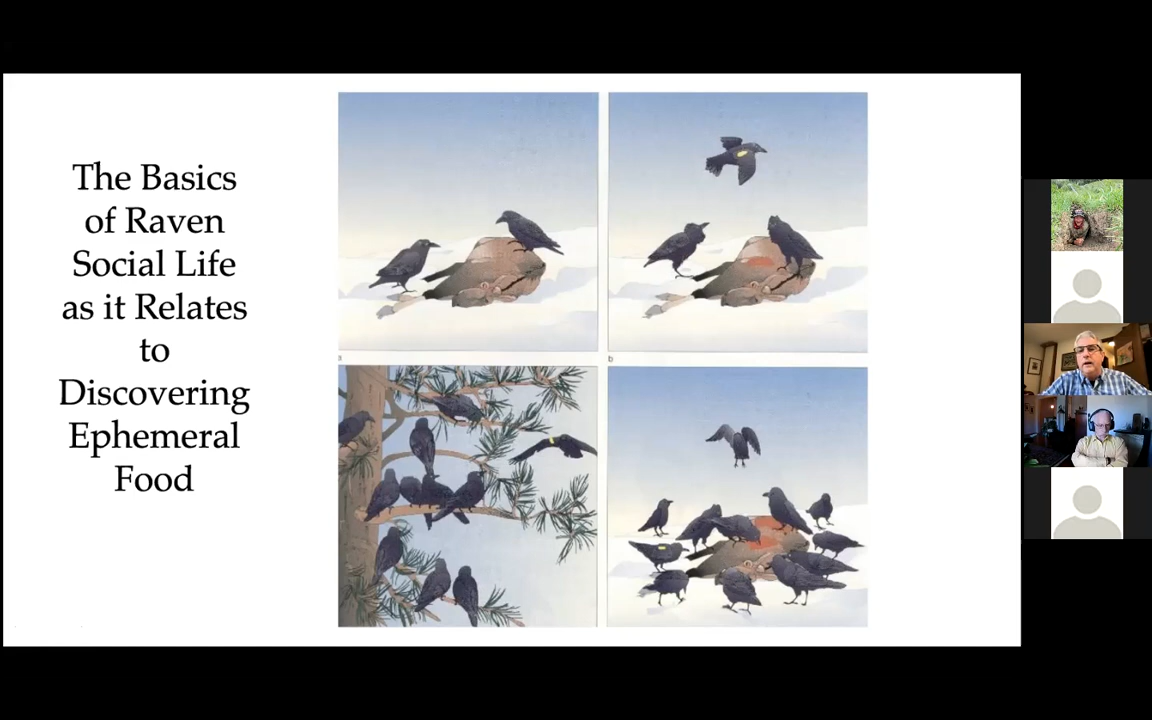 The Basics
of Raven
Social Life
as it Relates
to
Discovering
Ephemeral
Food
a
b